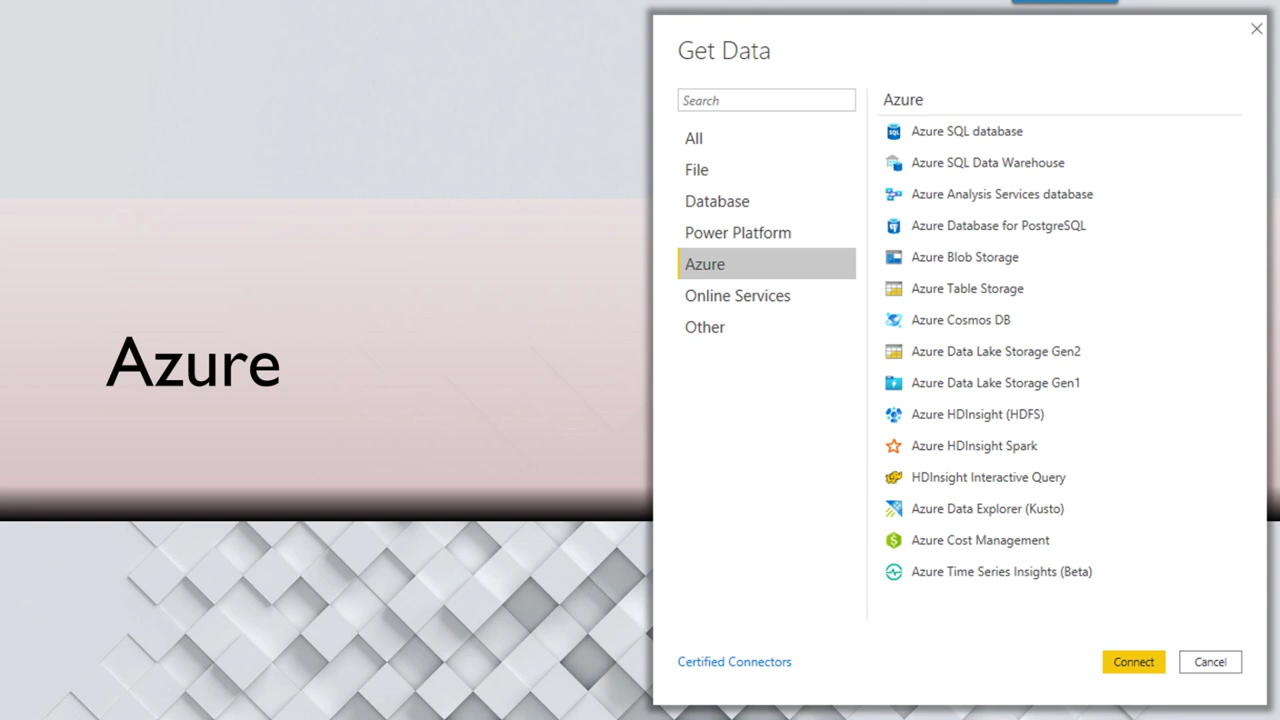 Azure
Get Data
Search
All
File
Database
Power Platform
Azure
Online Services
Other
Azure
Azure SQL database
Azure SQL Data Warehouse
Azure Analysis Services database
Azure Database for PostgreSQL
Azure Blob Storage
Azure Table Storage
Azure Cosmos DB
Azure Data Lake Storage Gen2
Azure Data Lake Storage Gen1
Azure HDInsight (HDFS)
Azure HDInsight Spark
HDInsight Interactive Query
Azure Data Explorer (Kusto)
Azure Cost Management
Azure Time Series Insights (Beta)
Certified Connectors
Connect
Cancel